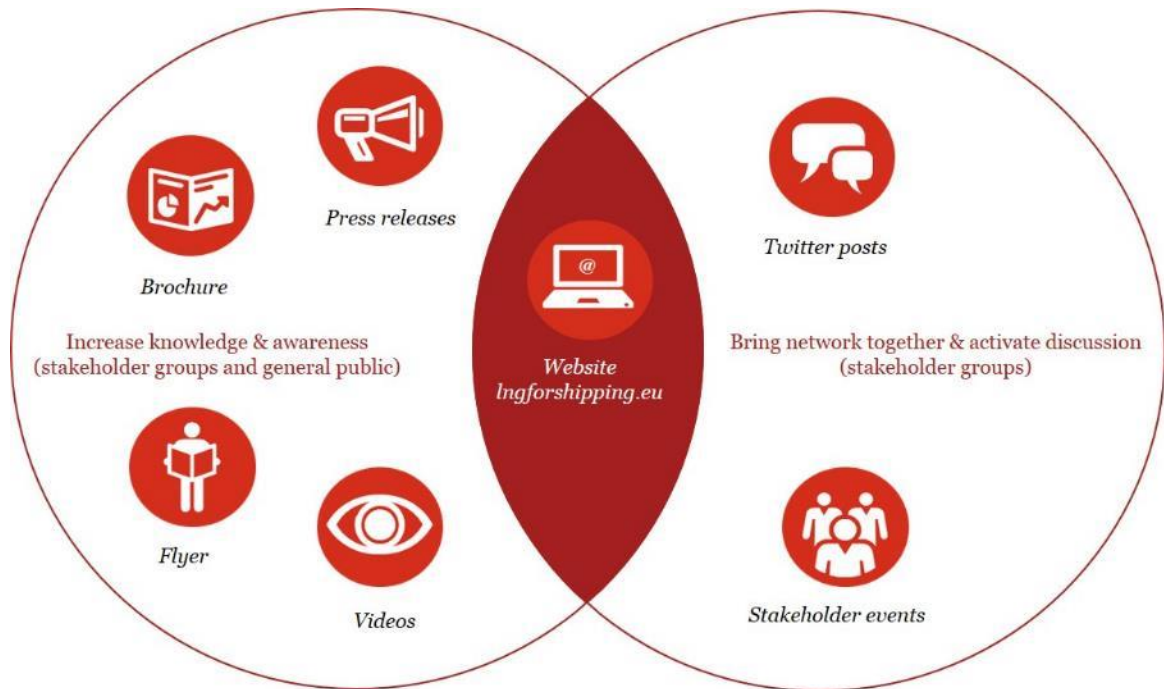 Press releases
Brochure
Increase knowledge & awareness
(stakeholder groups and general public)
Flyer
Videos
@
Website
lngforshipping.eu
Twitter posts
Bring network together & activate discussion
(stakeholder groups)
Stakeholder events